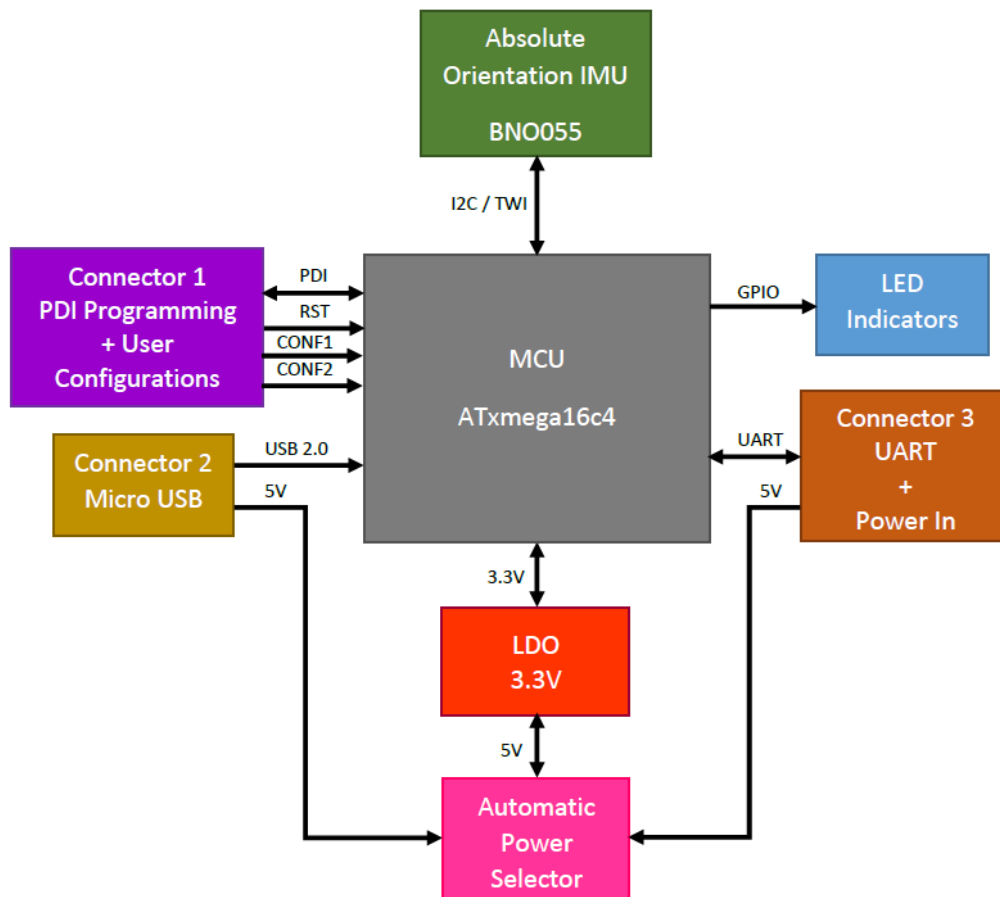 Absolute
Orientation IMU
BNO055
I2C / TWI
Connector 1
PDI Programming
+ User
Configurations
PDI
RST
CONF1
CONF2
MCU
ATxmega16c4
GPIO
LED
Indicators
Connector 2
Micro USB
USB 2.0
5V
UART
5V
Connector 3
UART
+
Power In
3.3V
LDO
3.3V
5V
Automatic
Power
Selector